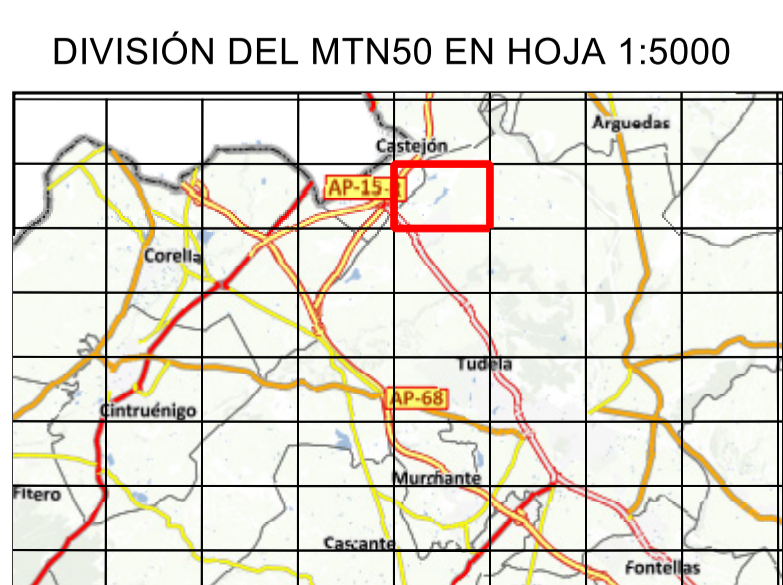 DIVISIÓN DEL MTN50 EN HOJA 1:5000
Arguedas
Castejón
AP-15-
Corella
Tudela
AP-68
Cintruénigo
Murchante
Fitero
Cascante
Fontellas